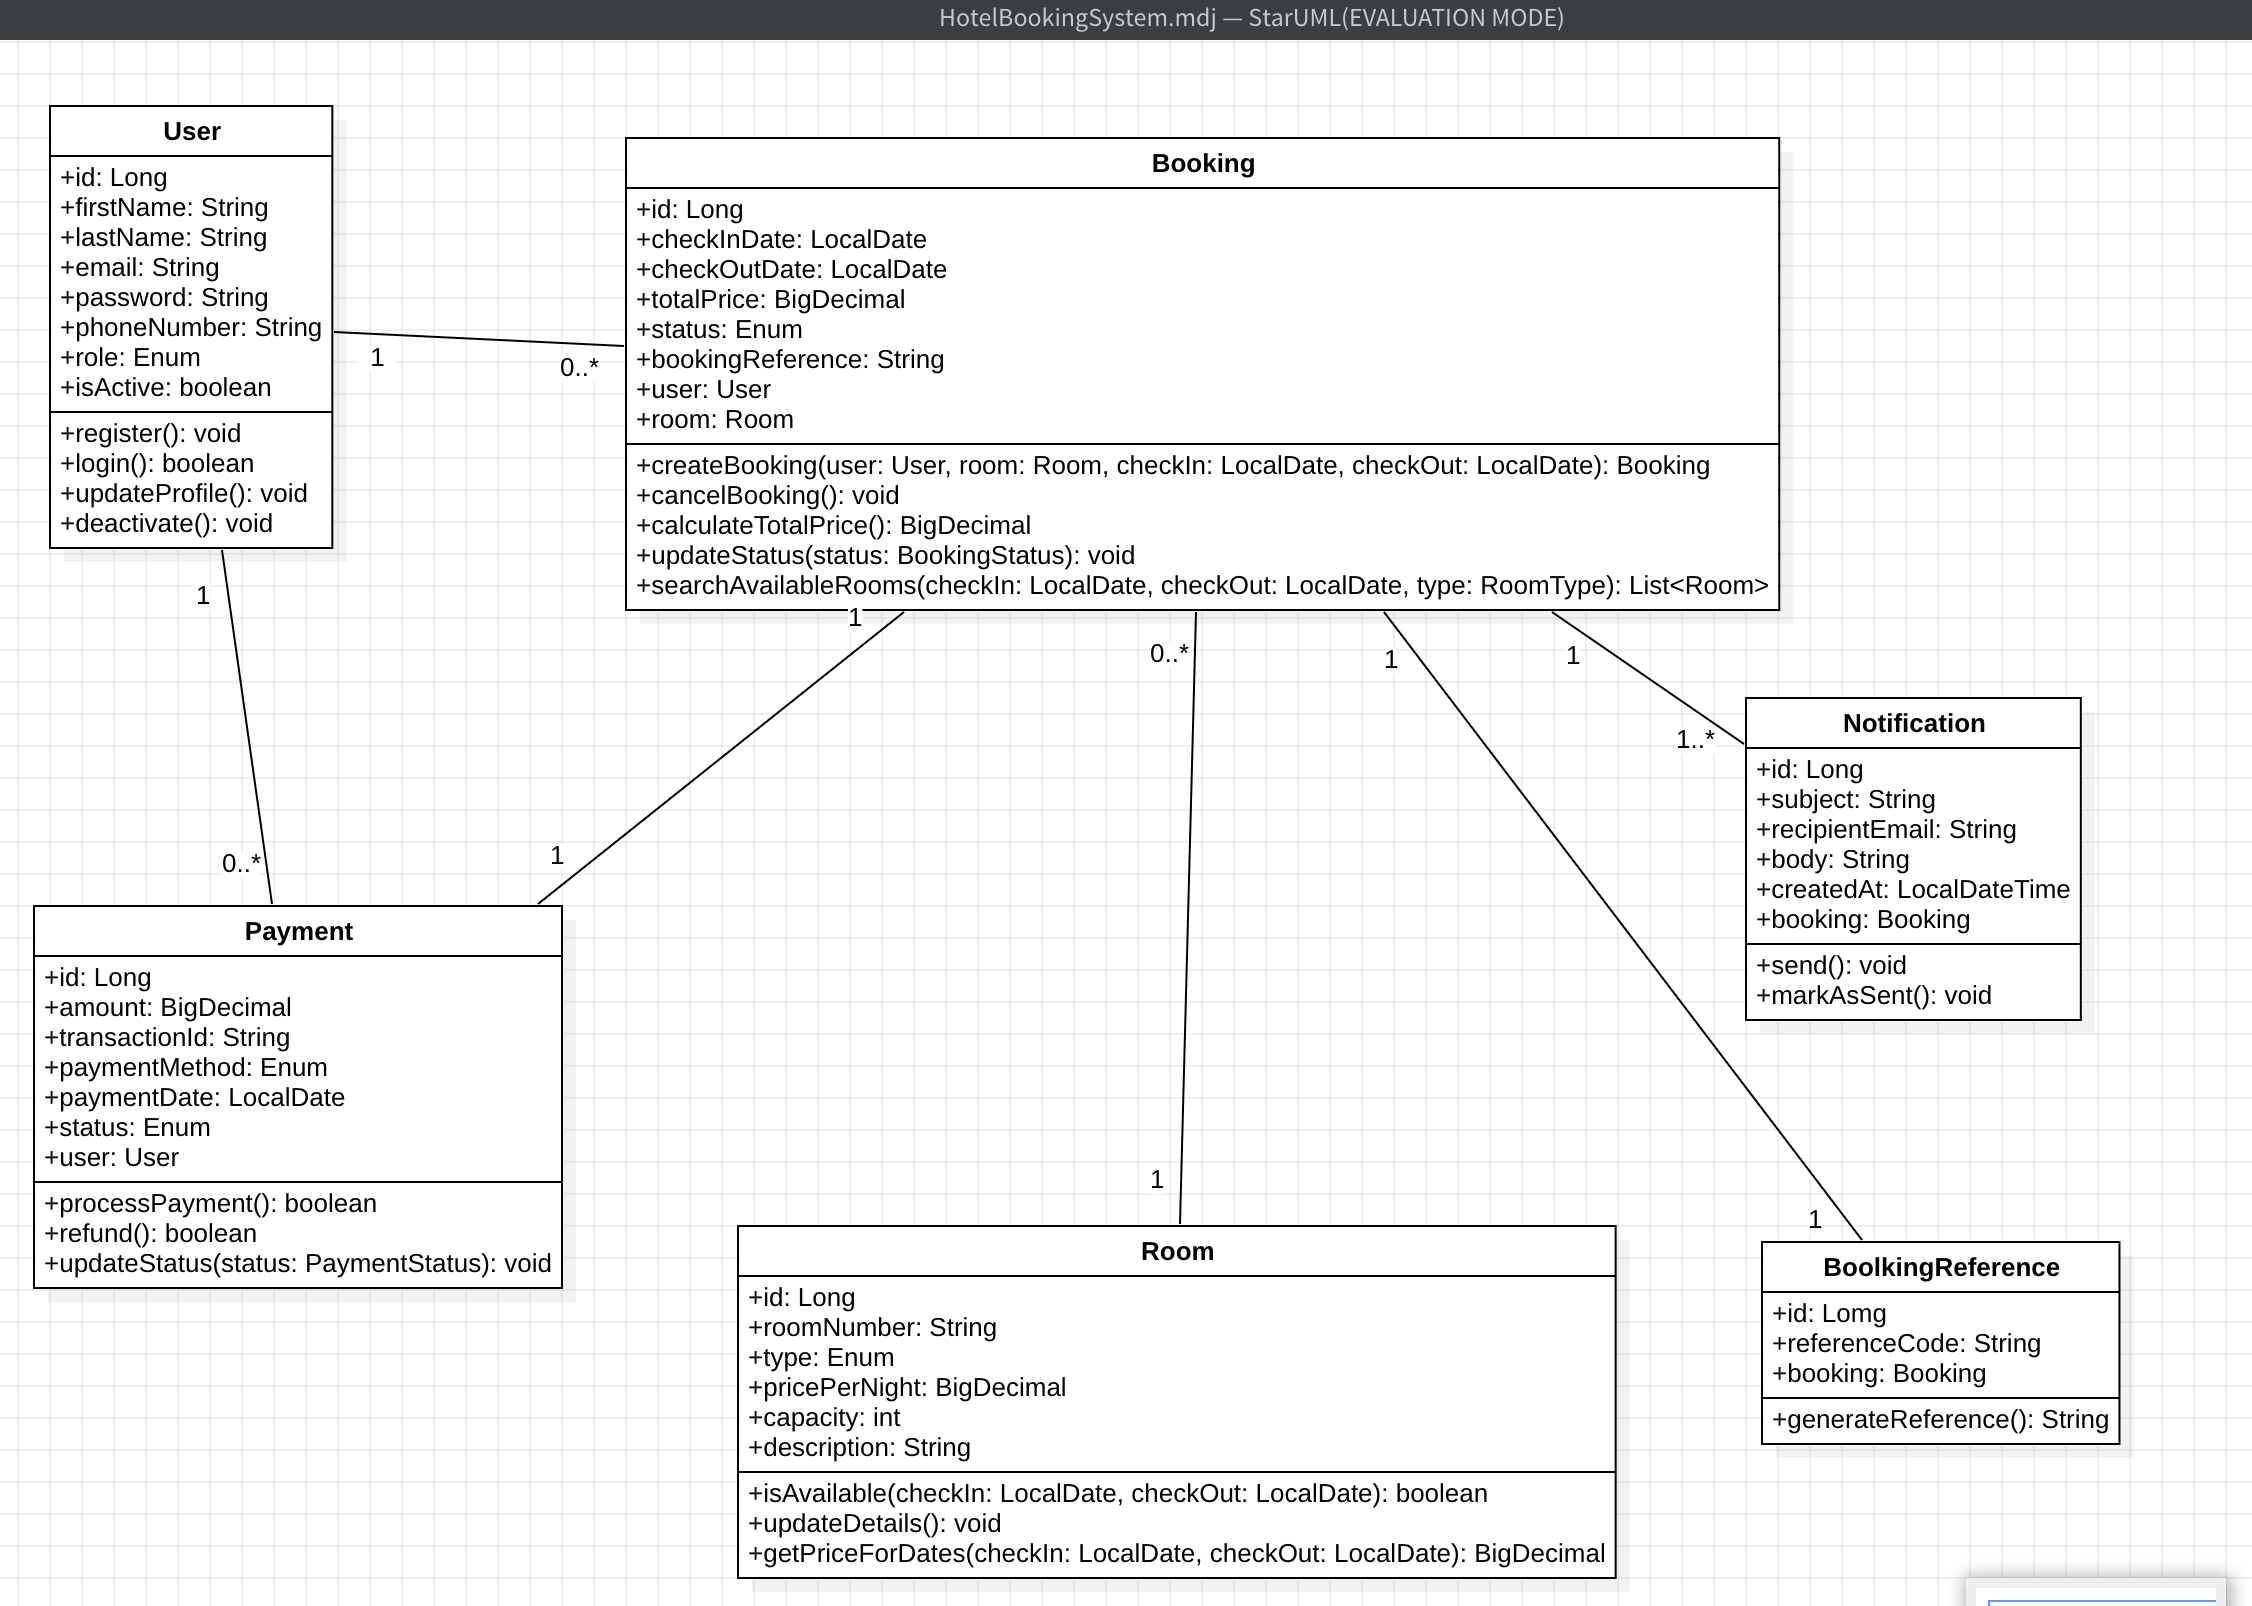 HotelBookingSystem.mdj — StarUML(EVALUATION MODE)
User
+id: Long
+firstName: String
+lastName: String
+email: String
+password: String
+phoneNumber: String
+role: Enum
+isActive: boolean
+register(): void
+login(): boolean
+updateProfile(): void
+deactivate(): void
1
0..*
Booking
+id: Long
+checkInDate: LocalDate
+checkOutDate: LocalDate
+totalPrice: BigDecimal
+status: Enum
+bookingReference: String
+user: User
+room: Room
+createBooking(user: User, room: Room, checkIn: LocalDate, checkOut: LocalDate): Booking
+cancelBooking(): void
+calculateTotalPrice(): BigDecimal
+updateStatus(status: BookingStatus): void
+searchAvailableRooms(checkIn: LocalDate, checkOut: LocalDate, type: RoomType): List<Room>
1
0..*
1
1
0..*
1
1
1
1..*
Notification
+id: Long
+subject: String
+recipientEmail: String
+body: String
+createdAt: LocalDateTime
+booking: Booking
+send(): void
+markAsSent(): void
Payment
+id: Long
+amount: BigDecimal
+transactionId: String
+paymentMethod: Enum
+paymentDate: LocalDate
+status: Enum
+user: User
+processPayment(): boolean
+refund(): boolean
+updateStatus(status: PaymentStatus): void
1
Room
+id: Long
+roomNumber: String
+type: Enum
+pricePerNight: BigDecimal
+capacity: int
+description: String
+isAvailable(checkIn: LocalDate, checkOut: LocalDate): boolean
+updateDetails(): void
+getPriceForDates(checkIn: LocalDate, checkOut: LocalDate): BigDecimal
1
BoolkingReference
+id: Lomg
+referenceCode: String
+booking: Booking
+generateReference(): String